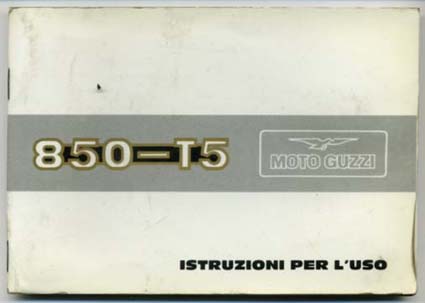 850-T5
MOTO GUZZI
ISTRUZIONI PER L'USO